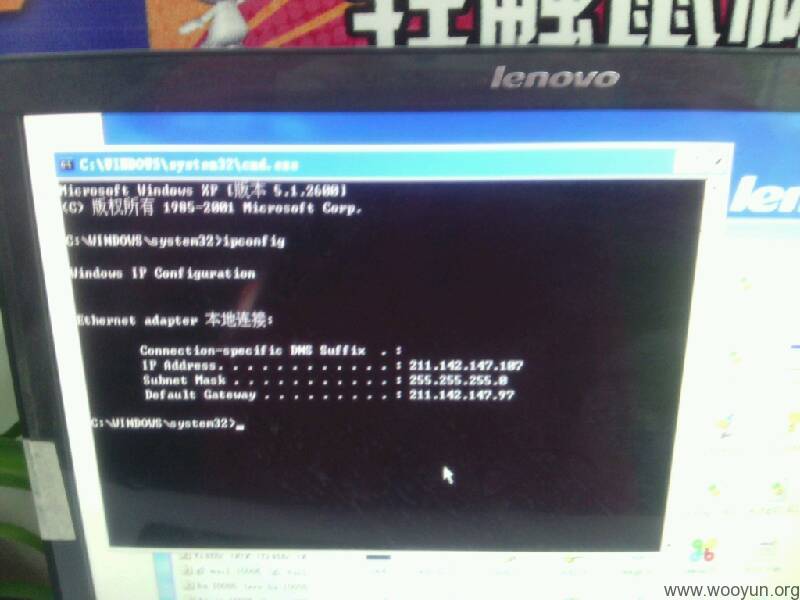 lenovo
C:\WINDOWS\system32\cmd.exe
Microsoft Windows XP [版本 5.1.2600]
(C) 版权所有 1985-2001 Microsoft Corp.
C:\WINDOWS\system32>ipconfig
Windows IP Configuration
Ethernet adapter 本地连接:
Connection-specific DNS Suffix . :
IP Address. . . . . . . . . . . . : 211.142.147.107
Subnet Mask . . . . . . . . . . . : 255.255.255.0
Default Gateway . . . . . . . . . : 211.142.147.97
C:\WINDOWS\system32>_
www.wooyun.org